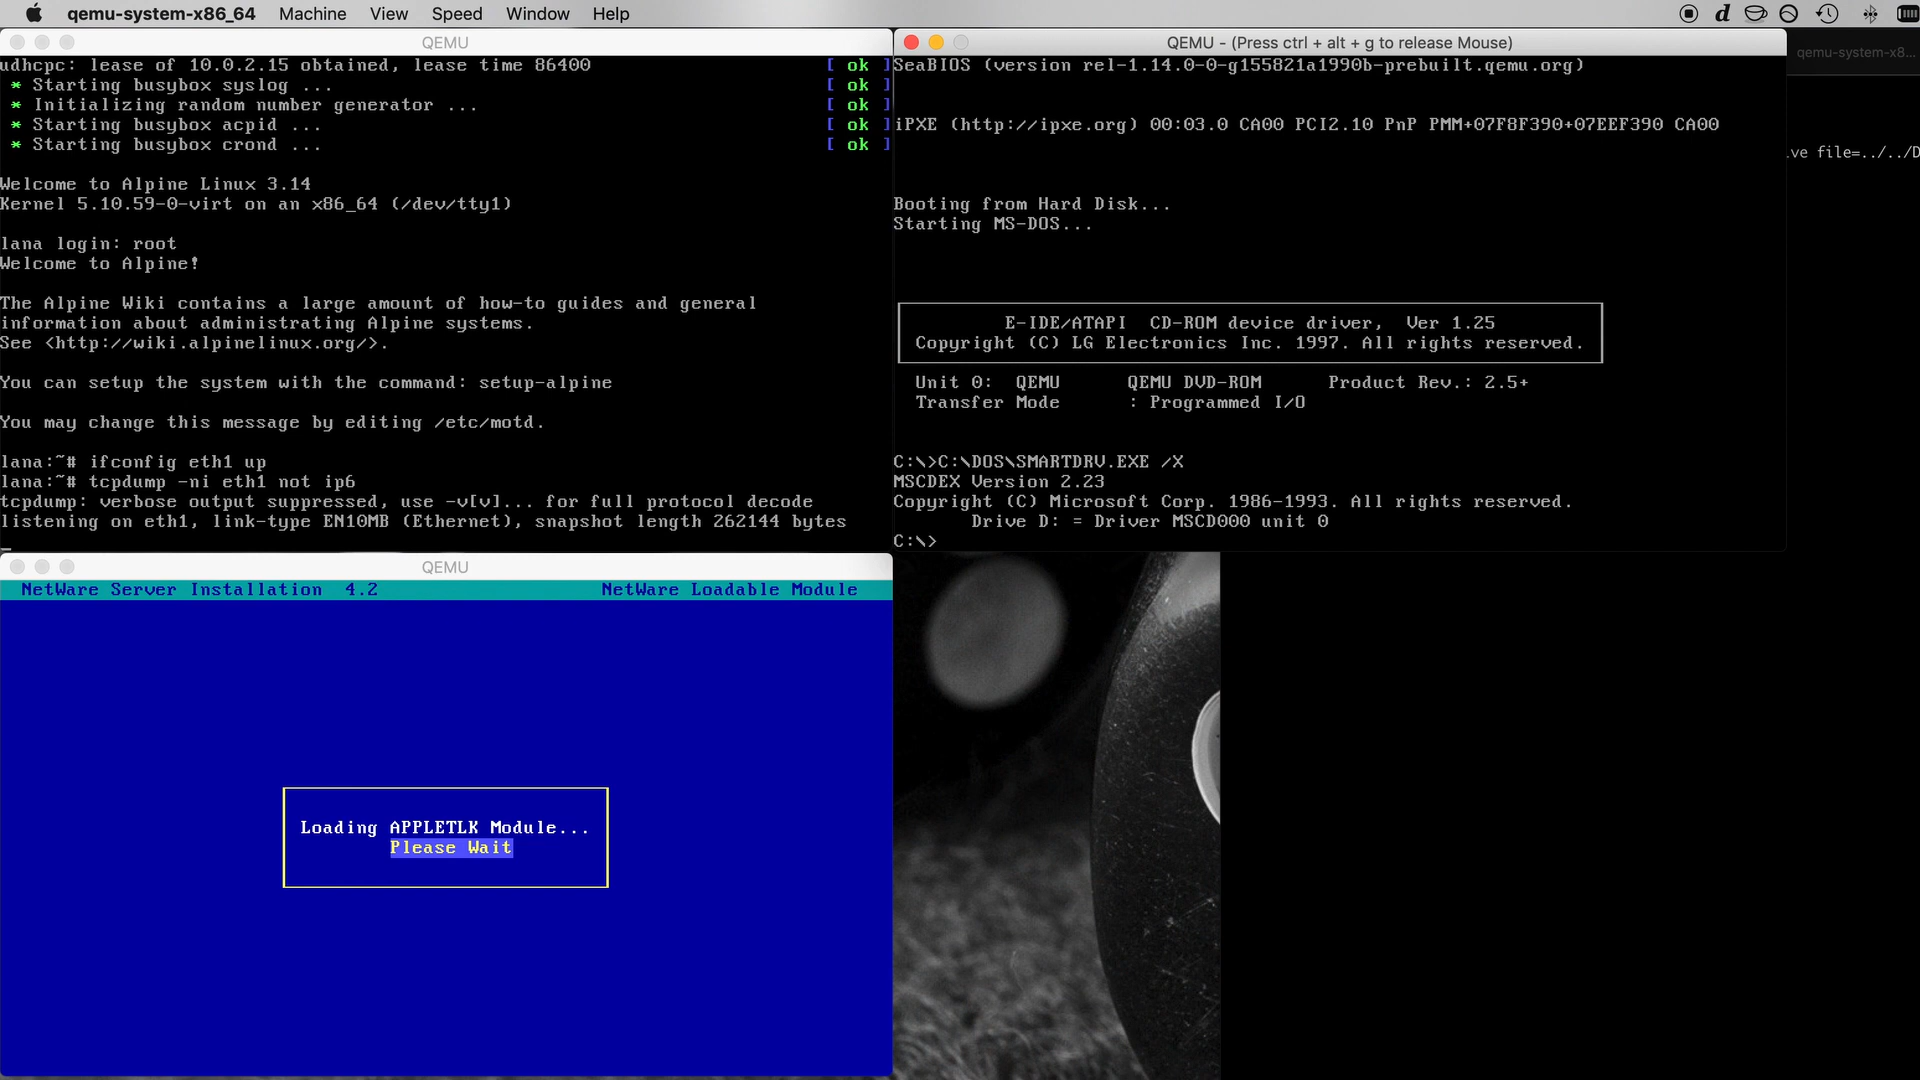 qemu-system-x86_64 Machine View Speed Window Help
QEMU
udhcpc: lease of 10.0.2.15 obtained, lease time 86400 [ ok ]
* Starting busybox syslog ... [ ok ]
* Initializing random number generator ... [ ok ]
* Starting busybox acpid ... [ ok ]
* Starting busybox crond ... [ ok ]
Welcome to Alpine Linux 3.14
Kernel 5.10.59-0-virt on an x86_64 (/dev/tty1)
lana login: root
Welcome to Alpine!
The Alpine Wiki contains a large amount of how-to guides and general
information about administrating Alpine systems.
See <http://wiki.alpinelinux.org/>.
You can setup the system with the command: setup-alpine
You may change this message by editing /etc/motd.
lana:~# ifconfig eth1 up
lana:~# tcpdump -ni eth1 not ip6
tcpdump: verbose output suppressed, use -v[v]... for full protocol decode
listening on eth1, link-type EN10MB (Ethernet), snapshot length 262144 bytes
QEMU - (Press ctrl + alt + g to release Mouse)
SeaBIOS (version rel-1.14.0-0-g155821a1990b-prebuilt.qemu.org)
iPXE (http://ipxe.org) 00:03.0 CA00 PCI2.10 PnP PMM+07F8F390+07EEF390 CA00
Booting from Hard Disk...
Starting MS-DOS...
E-IDE/ATAPI CD-ROM device driver, Ver 1.25
Copyright (C) LG Electronics Inc. 1997. All rights reserved.
Unit 0: QEMU QEMU DVD-ROM Product Rev.: 2.5+
Transfer Mode : Programmed I/O
C:\>C:\DOS\SMARTDRV.EXE /X
MSCDEX Version 2.23
Copyright (C) Microsoft Corp. 1986-1993. All rights reserved.
Drive D: = Driver MSCD000 unit 0
C:\>
qemu-system-x8...
ve file=../../D
QEMU
NetWare Server Installation 4.2 NetWare Loadable Module
Loading APPLETLK Module...
Please Wait